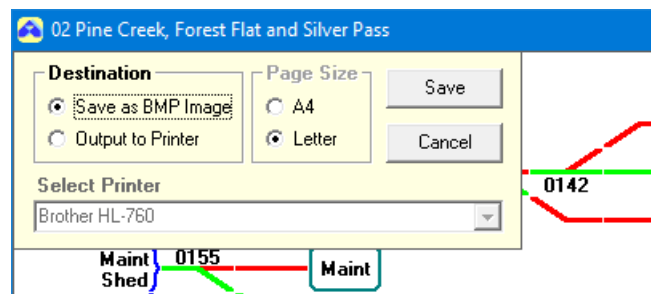 02 Pine Creek, Forest Flat and Silver Pass
Destination
Save as BMP Image
Output to Printer
Page Size
A4
Letter
Save
Cancel
Select Printer
Brother HL-760
0142
Maint
Shed
0155
Maint